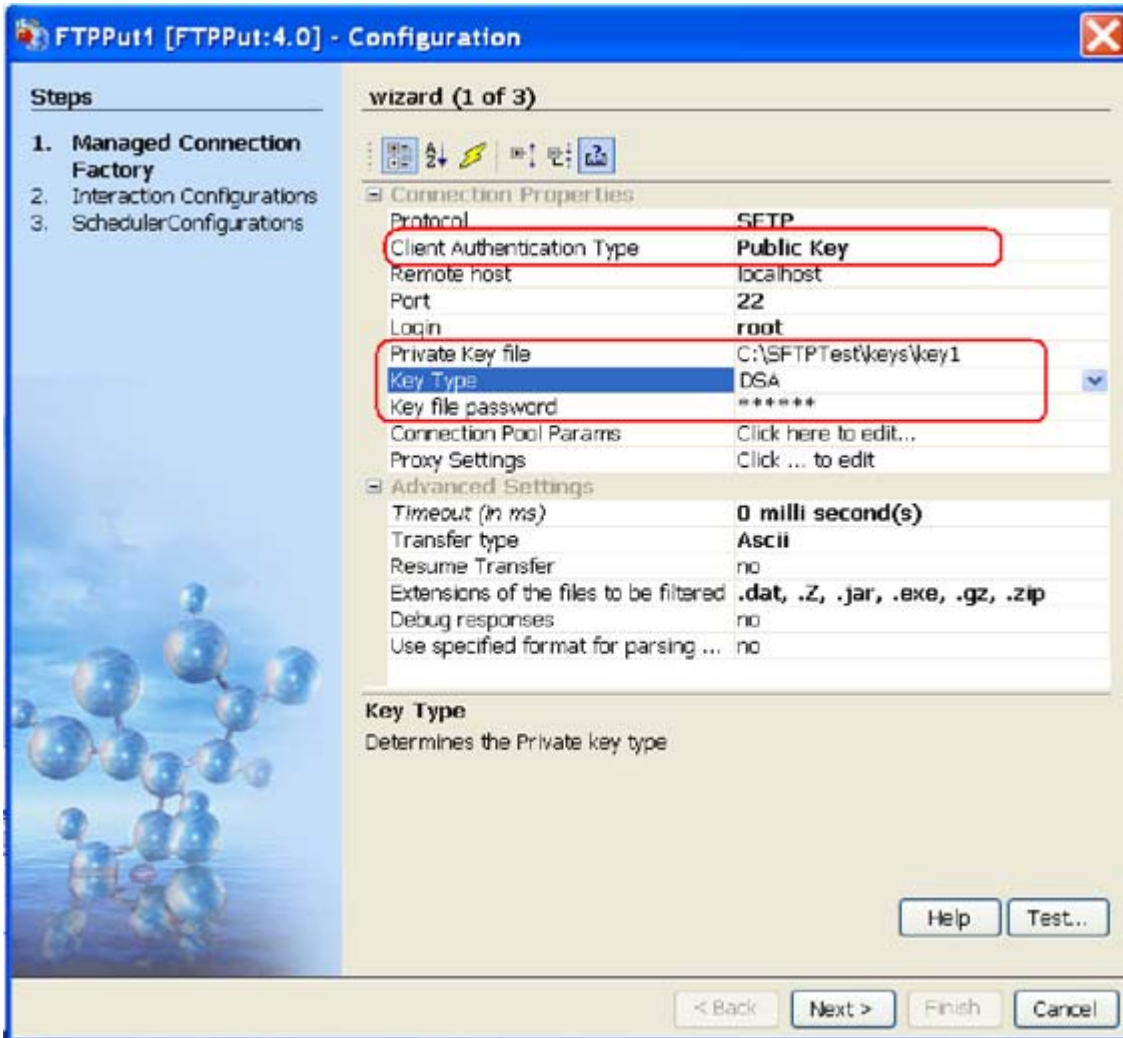 FTPPut1 [FTPPut:4.0] - Configuration
Steps
1. Managed Connection
Factory
2. Interaction Configurations
3. SchedulerConfigurations
wizard (1 of 3)
Connection Properties
Protocol SFTP
Client Authentication Type Public Key
Remote host localhost
Port 22
Login root
Private Key file C:\SFTPTest\keys\key1
Key Type DSA
Key file password ******
Connection Pool Params Click here to edit...
Proxy Settings Click ... to edit
Advanced Settings
Timeout (in ms) 0 milli second(s)
Transfer type Ascii
Resume Transfer no
Extensions of the files to be filtered .dat, .Z, .jar, .exe, .gz, .zip
Debug responses no
Use specified format for parsing ... no
Key Type
Determines the Private key type
Help Test...
< Back Next > Finish Cancel